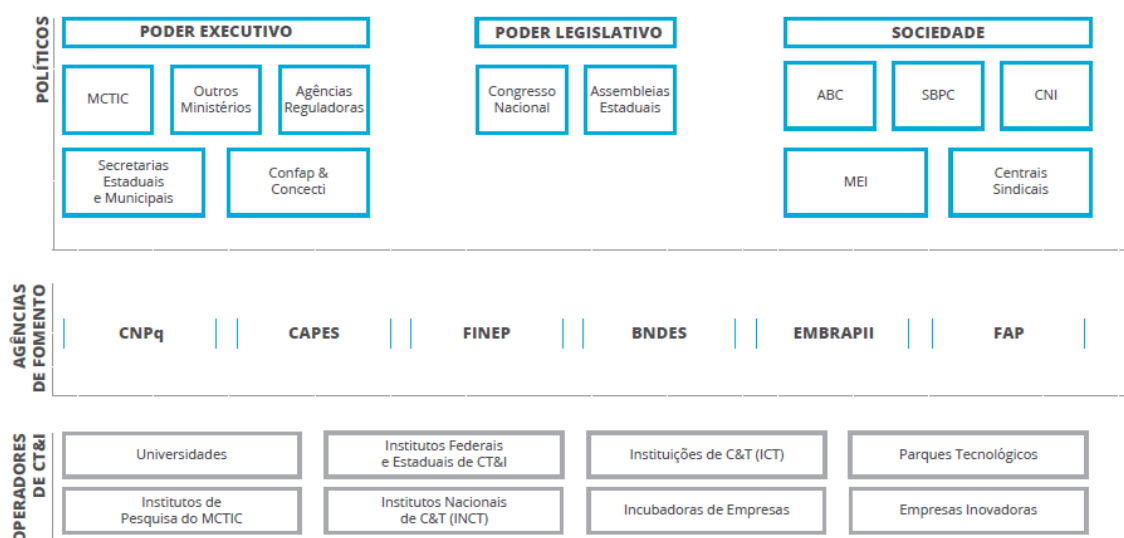 POLÍTICOS
PODER EXECUTIVO
PODER LEGISLATIVO
SOCIEDADE
MCTIC
Outros
Ministérios
Agências
Reguladoras
Congresso
Nacional
Assembleias
Estaduais
ABC
SBPC
CNI
Secretarias
Estaduais
e Municipais
Confap &
Concecti
MEI
Centrais
Sindicais
AGÊNCIAS
DE FOMENTO
CNPq
CAPES
FINEP
BNDES
EMBRAPII
FAP
OPERADORES
DE CT&I
Universidades
Institutos Federais
e Estaduais de CT&I
Instituições de C&T (ICT)
Parques Tecnológicos
Institutos de
Pesquisa do MCTIC
Institutos Nacionais
de C&T (INCT)
Incubadoras de Empresas
Empresas Inovadoras